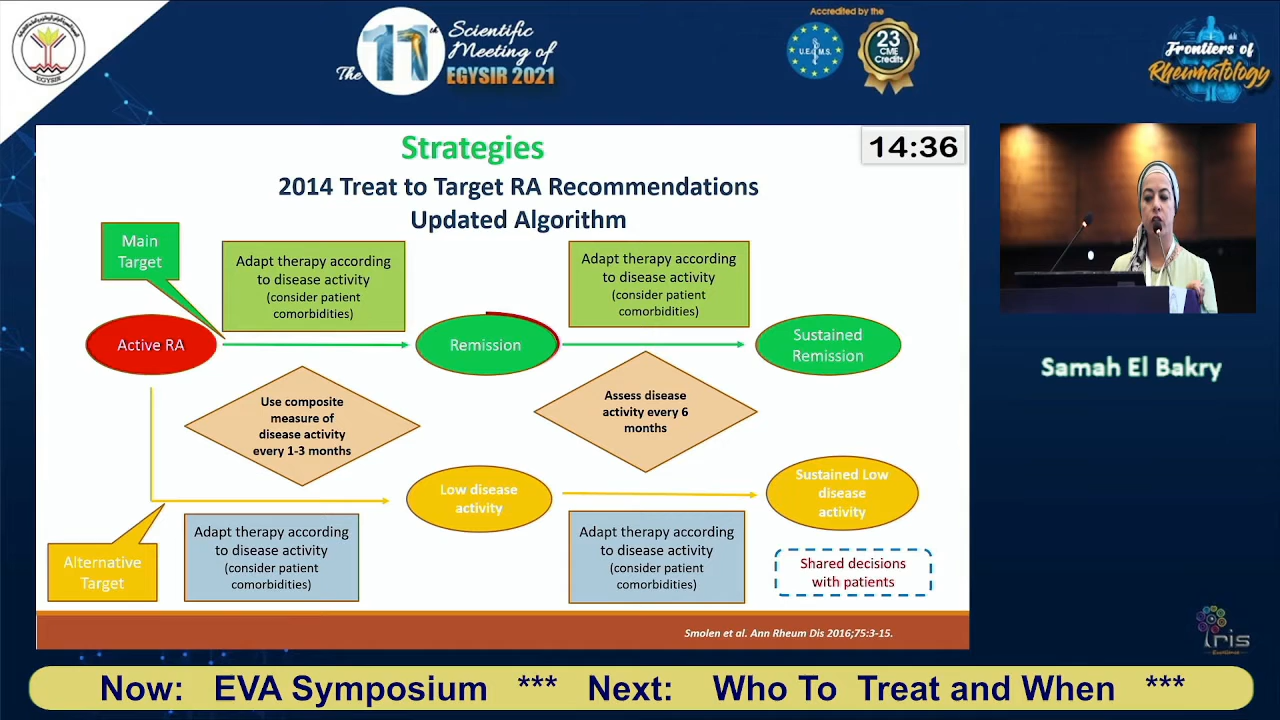 EGYSIR
The 11th
Scientific
Meeting of
EGYSIR 2021
Accredited by the
U.E.M.S.
23
CME
Credits
Frontiers of
Rheumatology
Strategies
14:36
2014 Treat to Target RA Recommendations
Updated Algorithm
Main
Target
Adapt therapy according
to disease activity
(consider patient
comorbidities)
Adapt therapy according
to disease activity
(consider patient
comorbidities)
Active RA
Remission
Sustained
Remission
Use composite
measure of
disease activity
every 1-3 months
Assess disease
activity every 6
months
Low disease
activity
Sustained Low
disease
activity
Alternative
Target
Adapt therapy according
to disease activity
(consider patient
comorbidities)
Adapt therapy according
to disease activity
(consider patient
comorbidities)
Shared decisions
with patients
Smolen et al. Ann Rheum Dis 2016;75:3-15.
Samah El Bakry
Iris
Now: EVA Symposium *** Next: Who To Treat and When ***